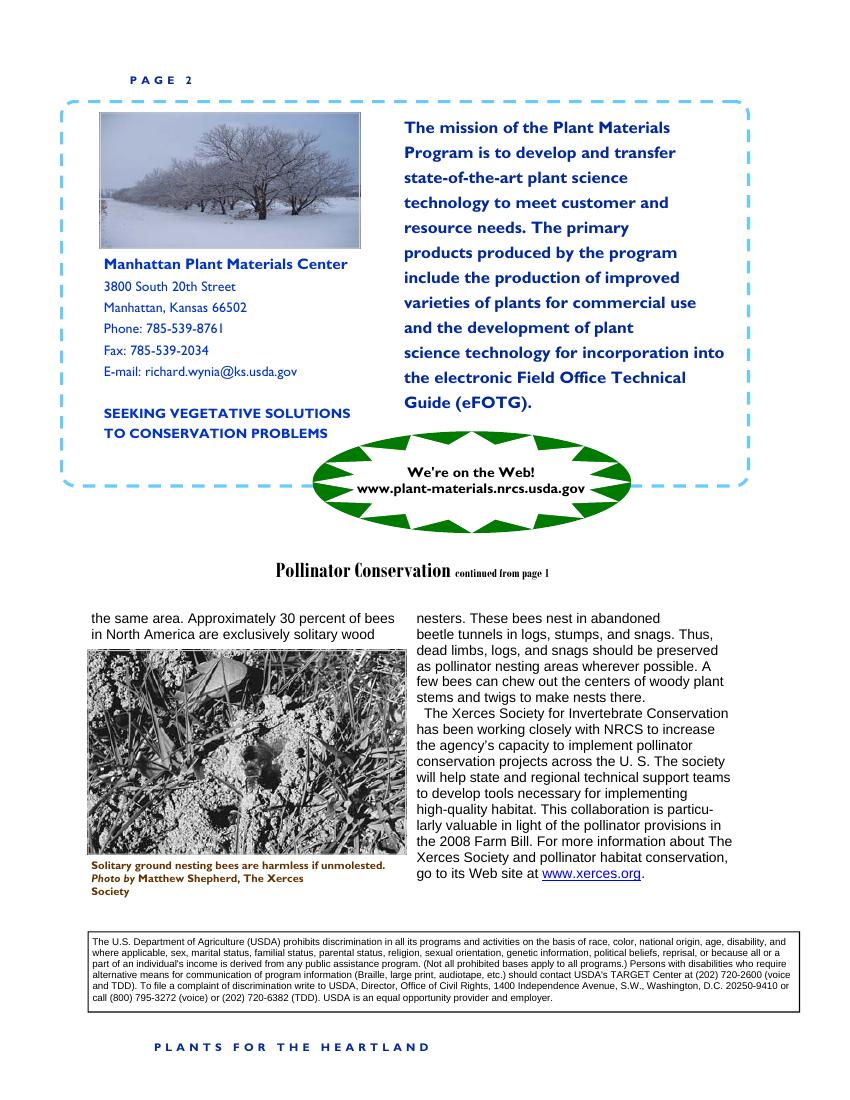 PAGE 2
Manhattan Plant Materials Center
3800 South 20th Street
Manhattan, Kansas 66502
Phone: 785-539-8761
Fax: 785-539-2034
E-mail: richard.wynia@ks.usda.gov
SEEKING VEGETATIVE SOLUTIONS
TO CONSERVATION PROBLEMS
The mission of the Plant Materials
Program is to develop and transfer
state-of-the-art plant science
technology to meet customer and
resource needs. The primary
products produced by the program
include the production of improved
varieties of plants for commercial use
and the development of plant
science technology for incorporation into
the electronic Field Office Technical
Guide (eFOTG).
We're on the Web!
www.plant-materials.nrcs.usda.gov
Pollinator Conservation continued from page 1
the same area. Approximately 30 percent of bees
in North America are exclusively solitary wood
Solitary ground nesting bees are harmless if unmolested.
Photo by Matthew Shepherd, The Xerces
Society
nesters. These bees nest in abandoned
beetle tunnels in logs, stumps, and snags. Thus,
dead limbs, logs, and snags should be preserved
as pollinator nesting areas wherever possible. A
few bees can chew out the centers of woody plant
stems and twigs to make nests there.
The Xerces Society for Invertebrate Conservation
has been working closely with NRCS to increase
the agency's capacity to implement pollinator
conservation projects across the U. S. The society
will help state and regional technical support teams
to develop tools necessary for implementing
high-quality habitat. This collaboration is particu-
larly valuable in light of the pollinator provisions in
the 2008 Farm Bill. For more information about The
Xerces Society and pollinator habitat conservation,
go to its Web site at www.xerces.org.
The U.S. Department of Agriculture (USDA) prohibits discrimination in all its programs and activities on the basis of race, color, national origin, age, disability, and
where applicable, sex, marital status, familial status, parental status, religion, sexual orientation, genetic information, political beliefs, reprisal, or because all or a
part of an individual's income is derived from any public assistance program. (Not all prohibited bases apply to all programs.) Persons with disabilities who require
alternative means for communication of program information (Braille, large print, audiotape, etc.) should contact USDA's TARGET Center at (202) 720-2600 (voice
and TDD). To file a complaint of discrimination write to USDA, Director, Office of Civil Rights, 1400 Independence Avenue, S.W., Washington, D.C. 20250-9410 or
call (800) 795-3272 (voice) or (202) 720-6382 (TDD). USDA is an equal opportunity provider and employer.
PLANTS FOR THE HEARTLAND